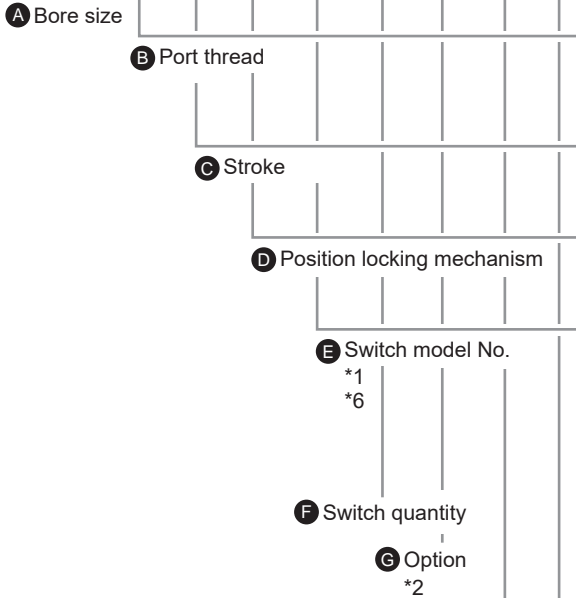 A Bore size
B Port thread
C Stroke
D Position locking mechanism
E Switch model No.
*1
*6
F Switch quantity
G Option
*2